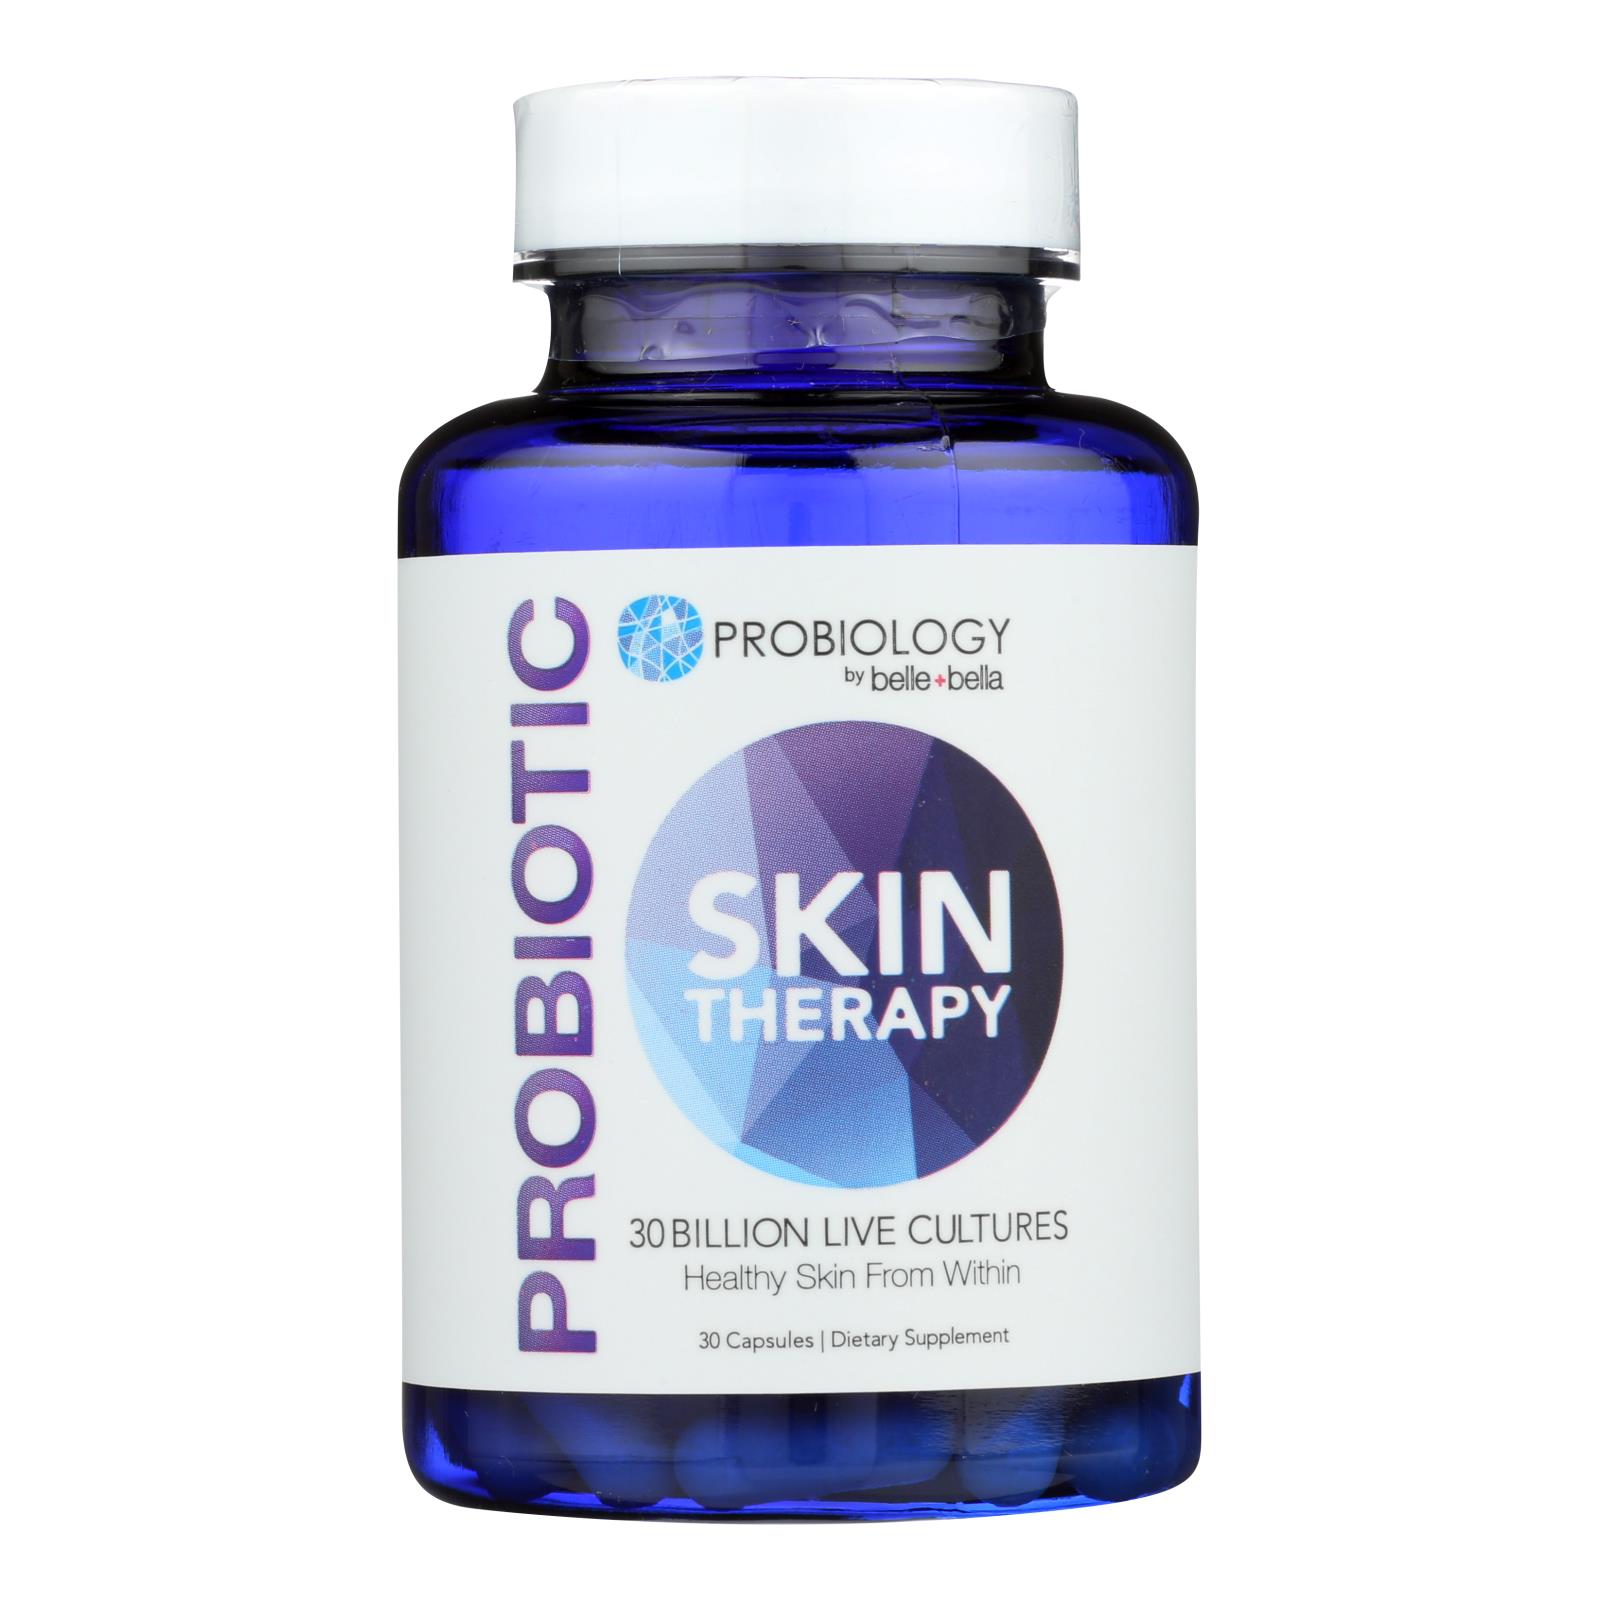 PROBIOTIC
PROBIOLOGY
by belle+bella
SKIN
THERAPY
30 BILLION LIVE CULTURES
Healthy Skin From Within
30 Capsules | Dietary Supplement